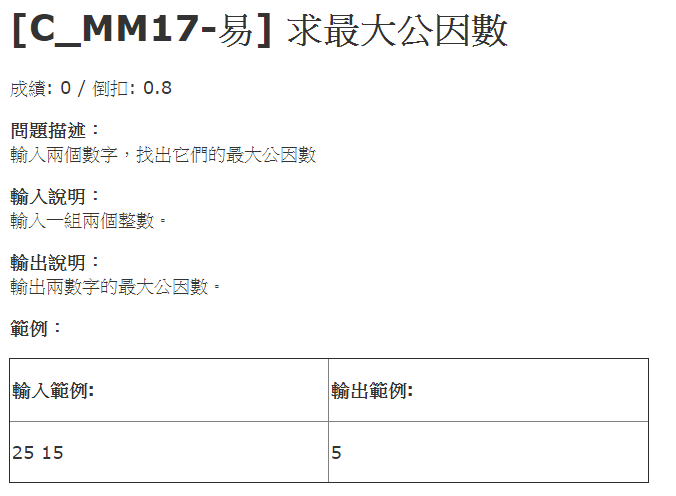 [C_MM17-易] 求最大公因數
成績: 0 / 倒扣: 0.8
問題描述：
輸入兩個數字，找出它們的最大公因數
輸入說明：
輸入一組兩個整數。
輸出說明：
輸出兩數字的最大公因數。
範例：
輸入範例: 輸出範例:
25 15 5